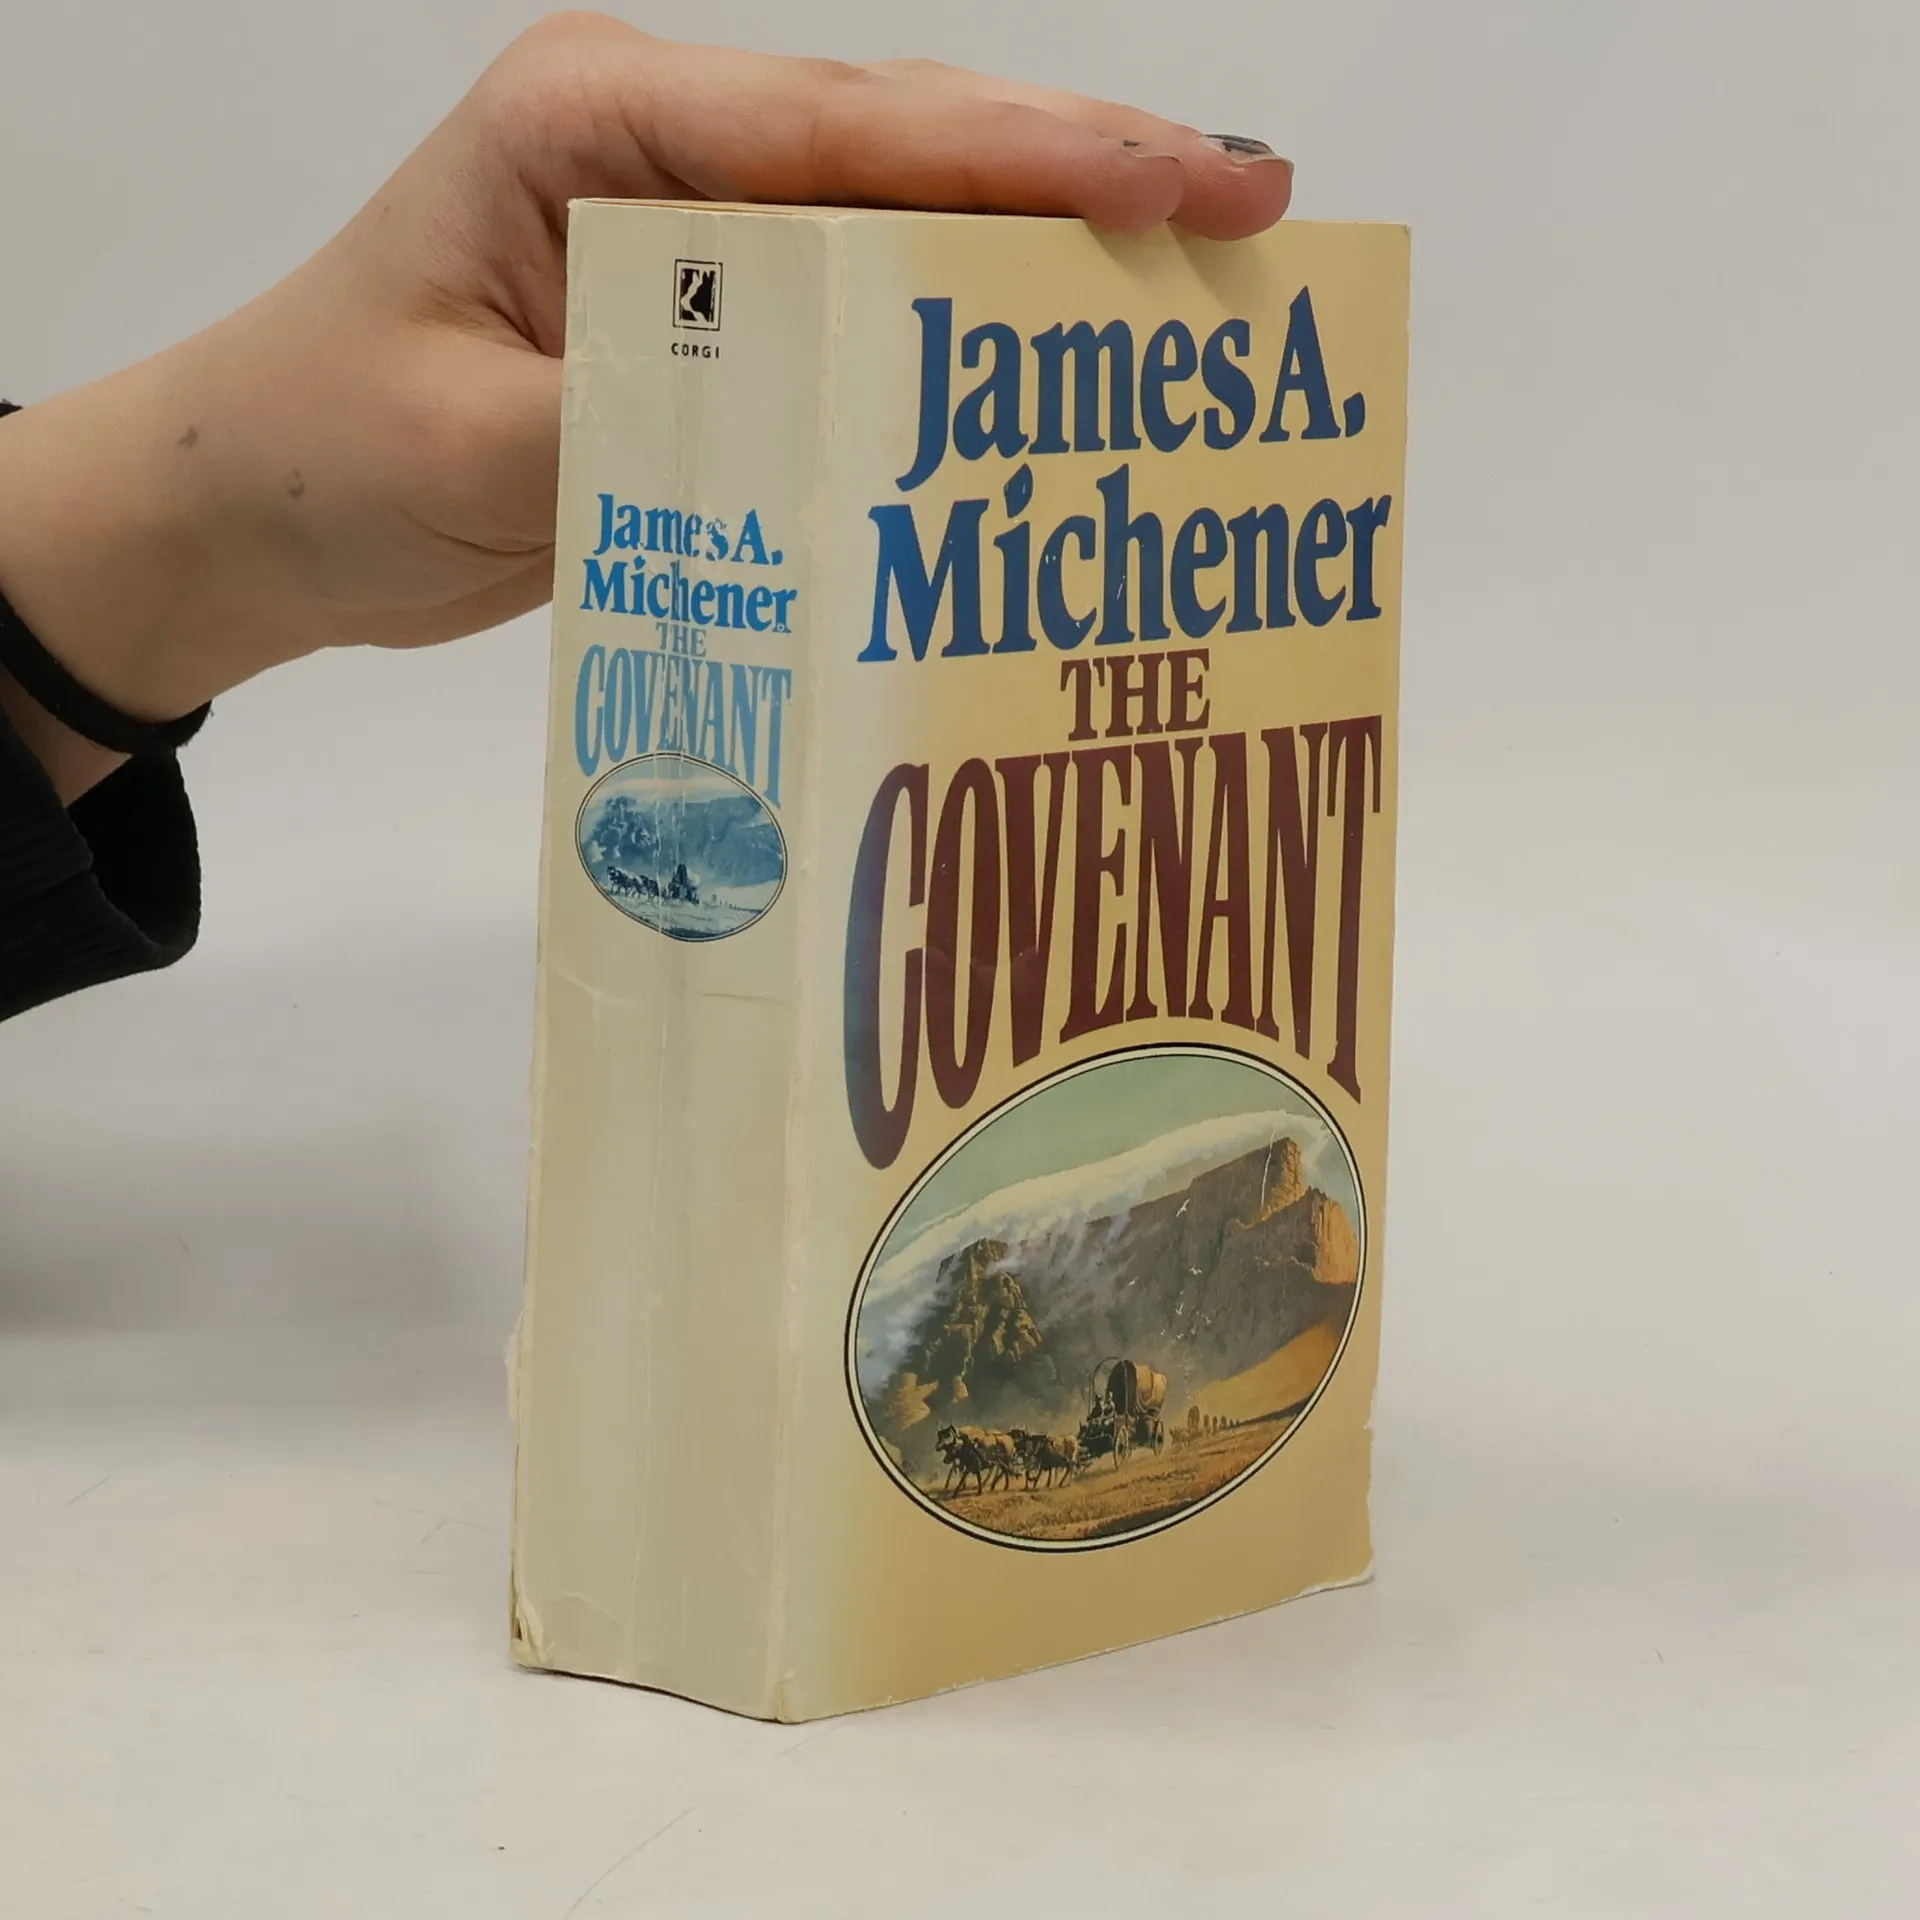 CORGI
James A.
Michener
THE
COVENANT
James A.
Michener
THE
COVENANT